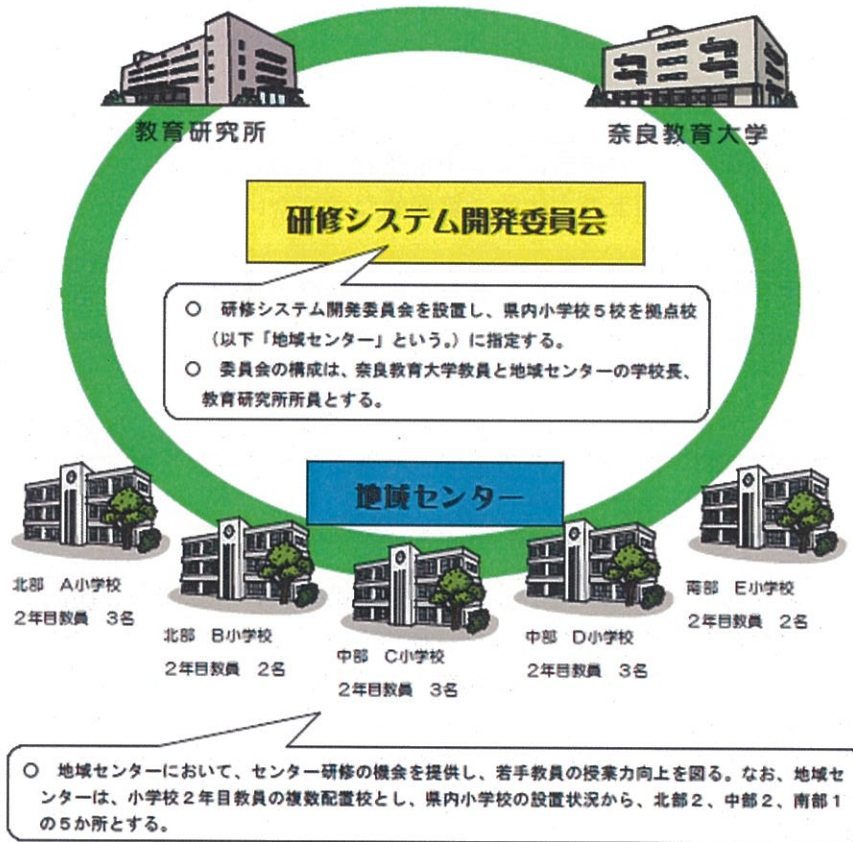 教育研究所
奈良教育大学
研修システム開発委員会
○　研修システム開発委員会を設置し、県内小学校５校を拠点校
（以下「地域センター」という。）に指定する。
○　委員会の構成は、奈良教育大学教員と地域センターの学校長、
教育研究所所員とする。
地域センター
北部　A小学校
２年目教員　３名
北部　B小学校
２年目教員　２名
中部　C小学校
２年目教員　３名
中部　D小学校
２年目教員　３名
南部　E小学校
２年目教員　２名
○　地域センターにおいて、センター研修の機会を提供し、若手教員の授業力向上を図る。なお、地域セ
ンターは、小学校２年目教員の複数配置校とし、県内小学校の設置状況から、北部２、中部２、南部１
の５か所とする。